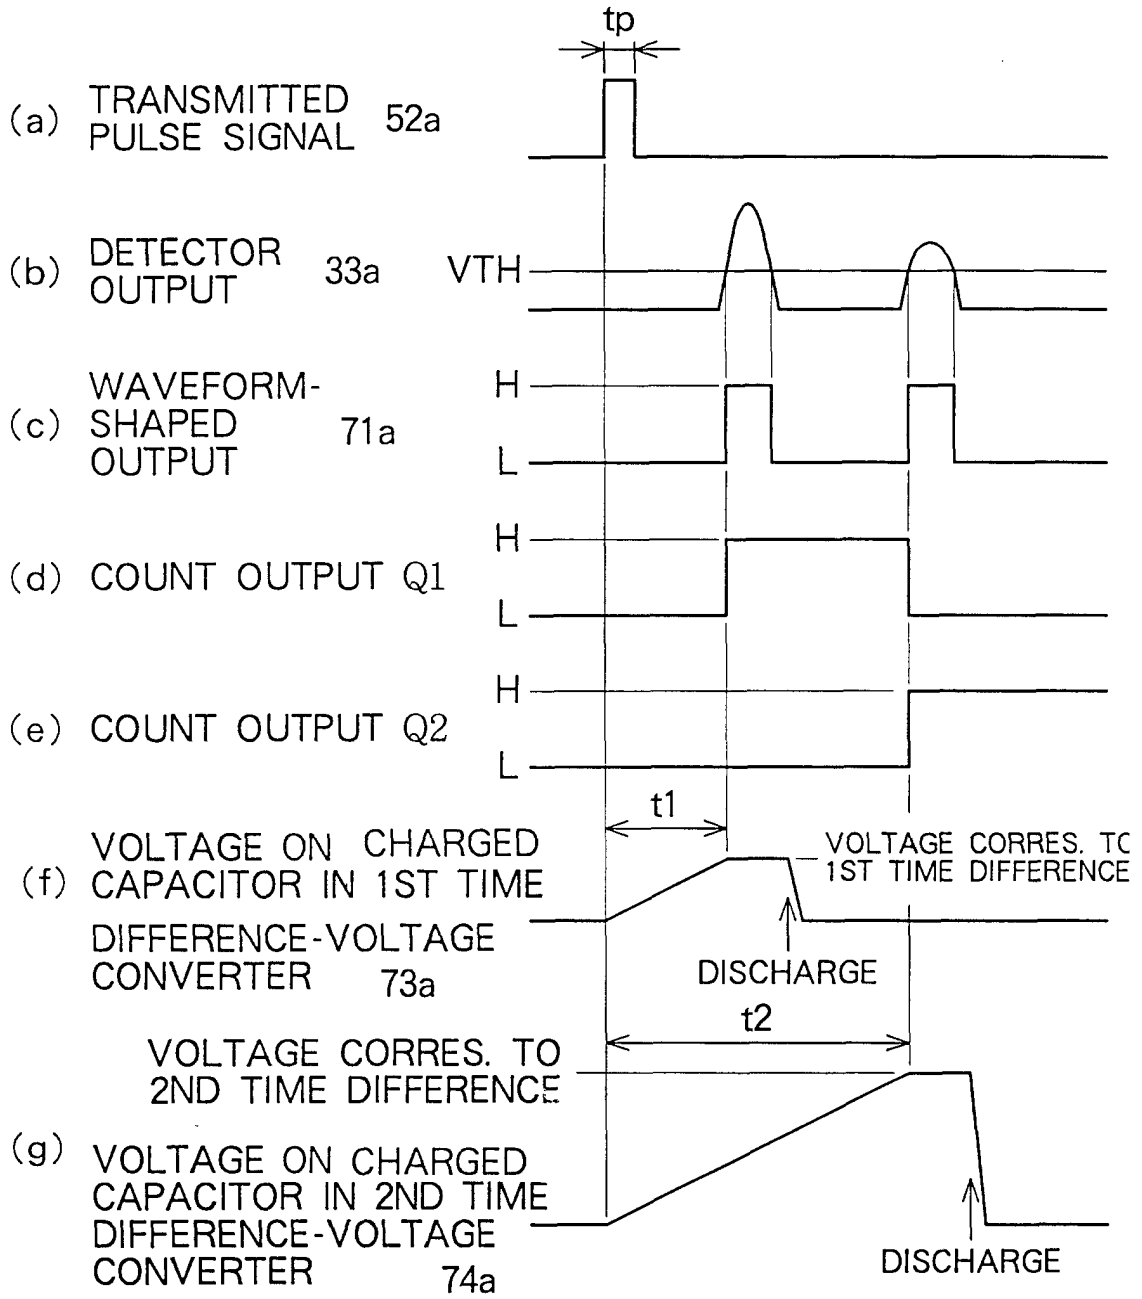 tp
(a) TRANSMITTED
PULSE SIGNAL 52a
(b) DETECTOR
OUTPUT 33a VTH
WAVEFORM-
(c) SHAPED
OUTPUT 71a
H
L
(d) COUNT OUTPUT Q1
H
L
(e) COUNT OUTPUT Q2
H
L
t1
(f) VOLTAGE ON CHARGED
CAPACITOR IN 1ST TIME
DIFFERENCE-VOLTAGE
CONVERTER 73a
VOLTAGE CORRES. TO
1ST TIME DIFFERENCE
DISCHARGE
t2
VOLTAGE CORRES. TO
2ND TIME DIFFERENCE
(g) VOLTAGE ON CHARGED
CAPACITOR IN 2ND TIME
DIFFERENCE-VOLTAGE
CONVERTER 74a
DISCHARGE